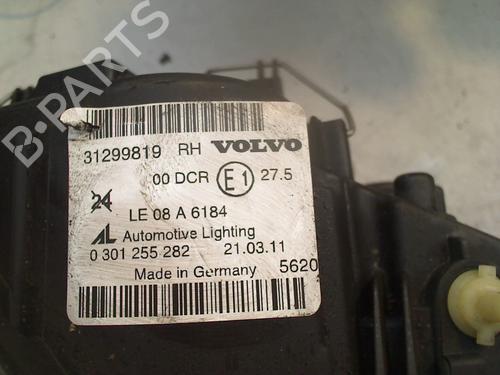 31299819 RH VOLVO
00 DCR E1 27.5
24
LE 08 A 6184
AL Automotive Lighting
0 301 255 282 21.03.11
Made in Germany 5620
B-PARTS